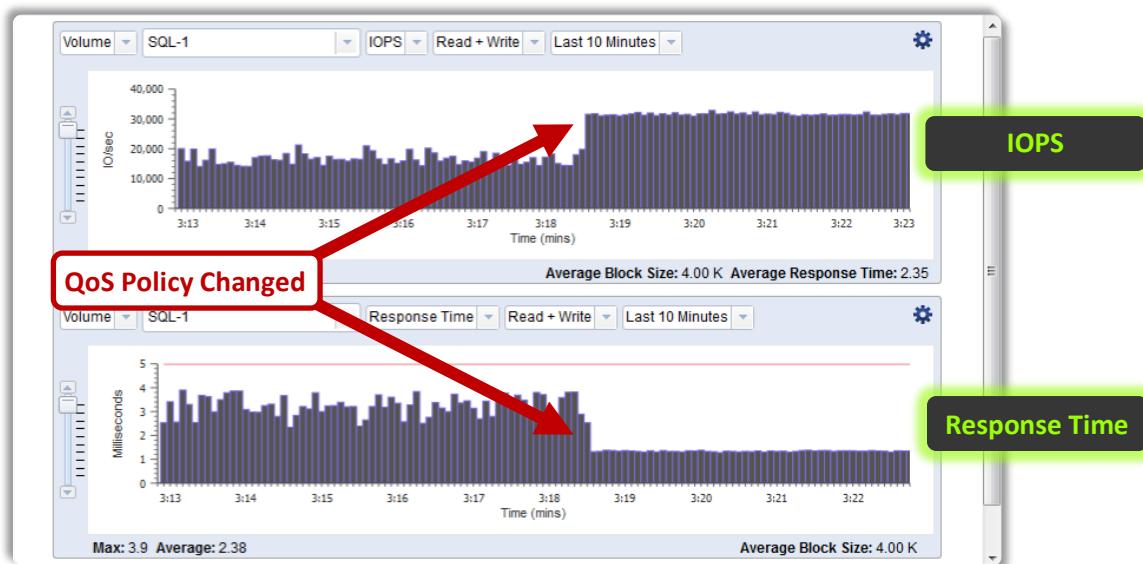 Volume SQL-1 IOPS Read + Write Last 10 Minutes
40,000
30,000
20,000
10,000
0
IO/sec
3:13 3:14 3:15 3:16 3:17 3:18 3:19 3:20 3:21 3:22 3:23
Time (mins)
IOPS
Average Block Size: 4.00 K Average Response Time: 2.35
QoS Policy Changed
Volume SQL-1 Response Time Read + Write Last 10 Minutes
5
4
3
2
1
0
Milliseconds
3:13 3:14 3:15 3:16 3:17 3:18 3:19 3:20 3:21 3:22
Time (mins)
Response Time
Max: 3.9 Average: 2.38
Average Block Size: 4.00 K